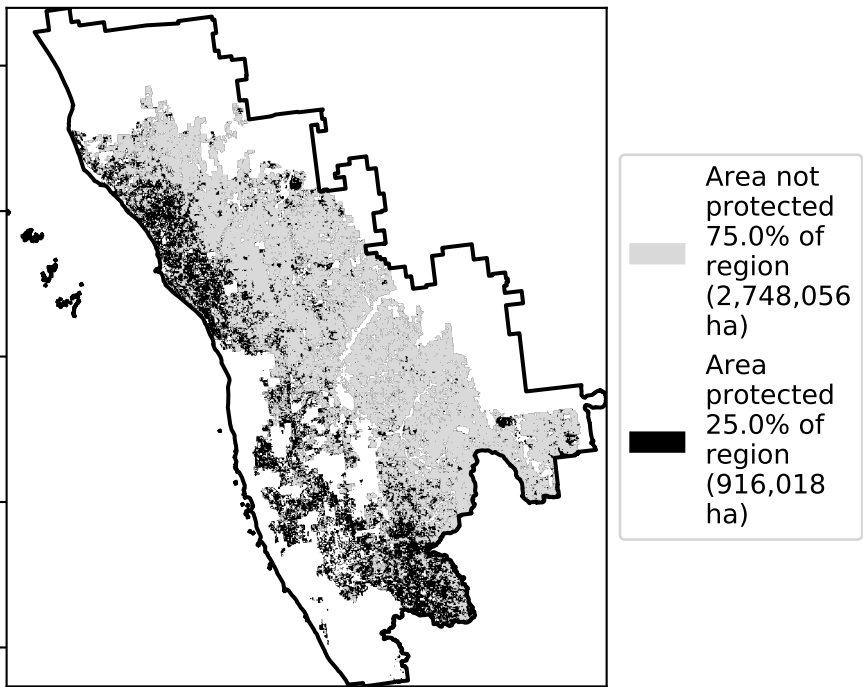 Area not
protected
75.0% of
region
(2,748,056
ha)
Area
protected
25.0% of
region
(916,018
ha)